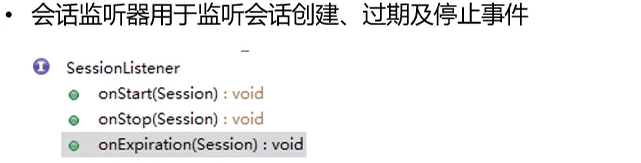 • 会话监听器用于监听会话创建、过期及停止事件
SessionListener
onStart(Session) : void
onStop(Session) : void
onExpiration(Session) : void